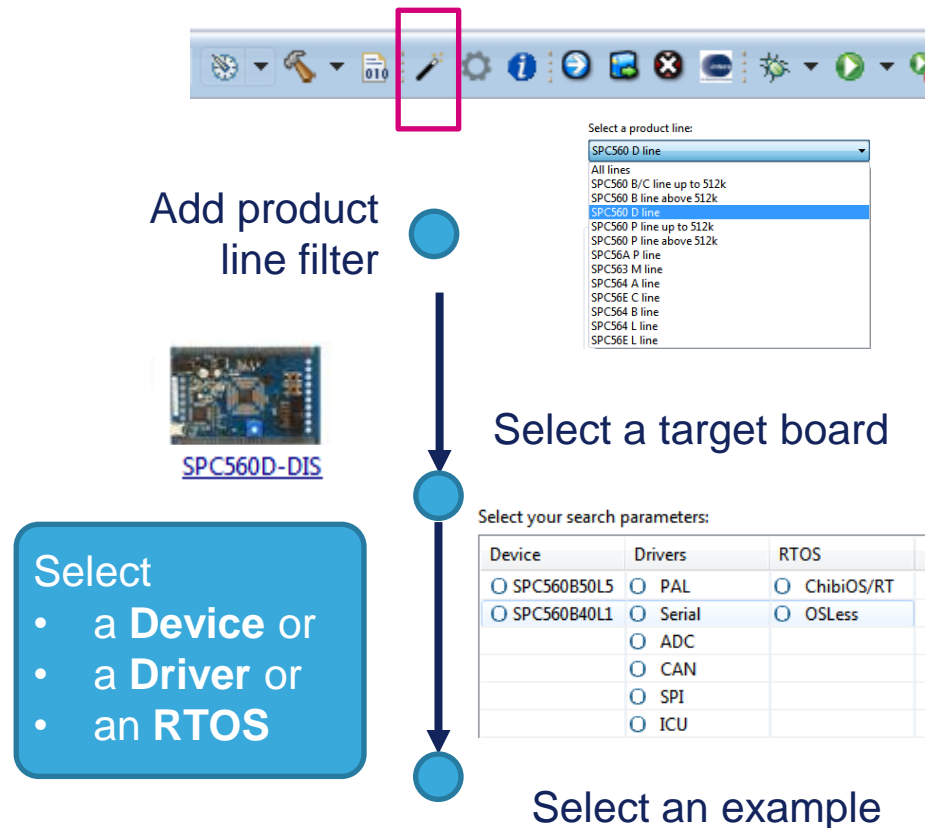 010
Select a product line:
SPC560 D line
All lines
SPC560 B/C line up to 512k
SPC560 B line above 512k
SPC560 D line
SPC560 P line up to 512k
SPC560 P line above 512k
SPC56A P line
SPC563 M line
SPC564 A line
SPC56E C line
SPC564 B line
SPC564 L line
SPC56E L line
Add product
line filter
SPC560D-DIS
Select a target board
Select
• a Device or
• a Driver or
• an RTOS
Select your search parameters:
Device Drivers RTOS
SPC560B50L5 PAL ChibiOS/RT
SPC560B40L1 Serial OSLess
ADC
CAN
SPI
ICU
Select an example